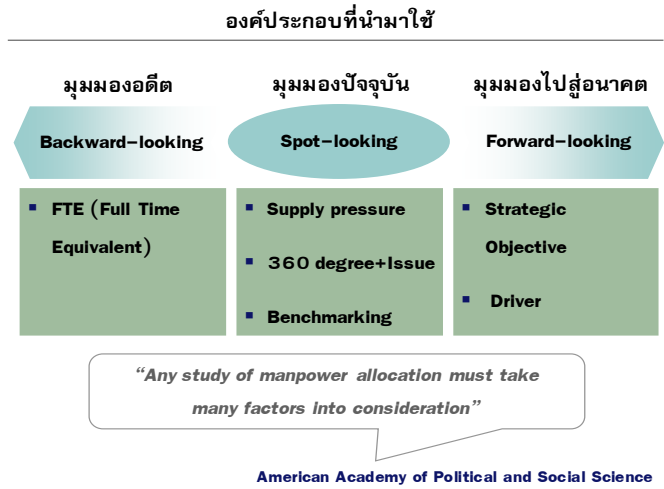 องค์ประกอบที่นำมาใช้
มุมมองอดีต
มุมมองปัจจุบัน
มุมมองไปสู่อนาคต
Backward-looking
Spot-looking
Forward-looking
▪ FTE (Full Time
Equivalent)
▪ Supply pressure
▪ 360 degree+Issue
▪ Benchmarking
▪ Strategic
Objective
▪ Driver
“Any study of manpower allocation must take
many factors into consideration”
American Academy of Political and Social Science